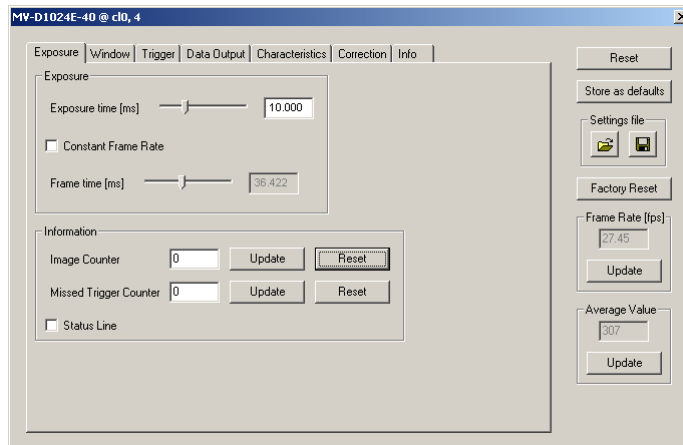 MV-D1024E-40 @ cl0, 4
Exposure Window Trigger Data Output Characteristics Correction Info
Exposure
Exposure time [ms] 10.000
Constant Frame Rate
Frame time [ms] 36.422
Information
Image Counter 0 Update Reset
Missed Trigger Counter 0 Update Reset
Status Line
Reset
Store as defaults
Settings file
Factory Reset
Frame Rate [fps]
27.45
Update
Average Value
307
Update